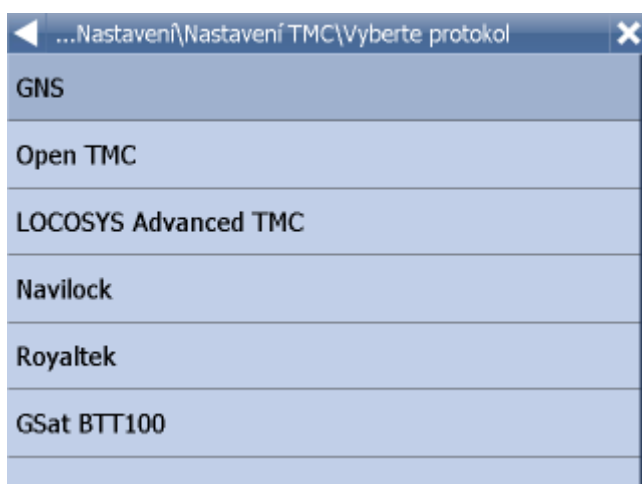 ...Nastavení\Nastavení TMC\Vyberte protokol
GNS
Open TMC
LOCOSYS Advanced TMC
Navilock
Royaltek
GSat BTT100